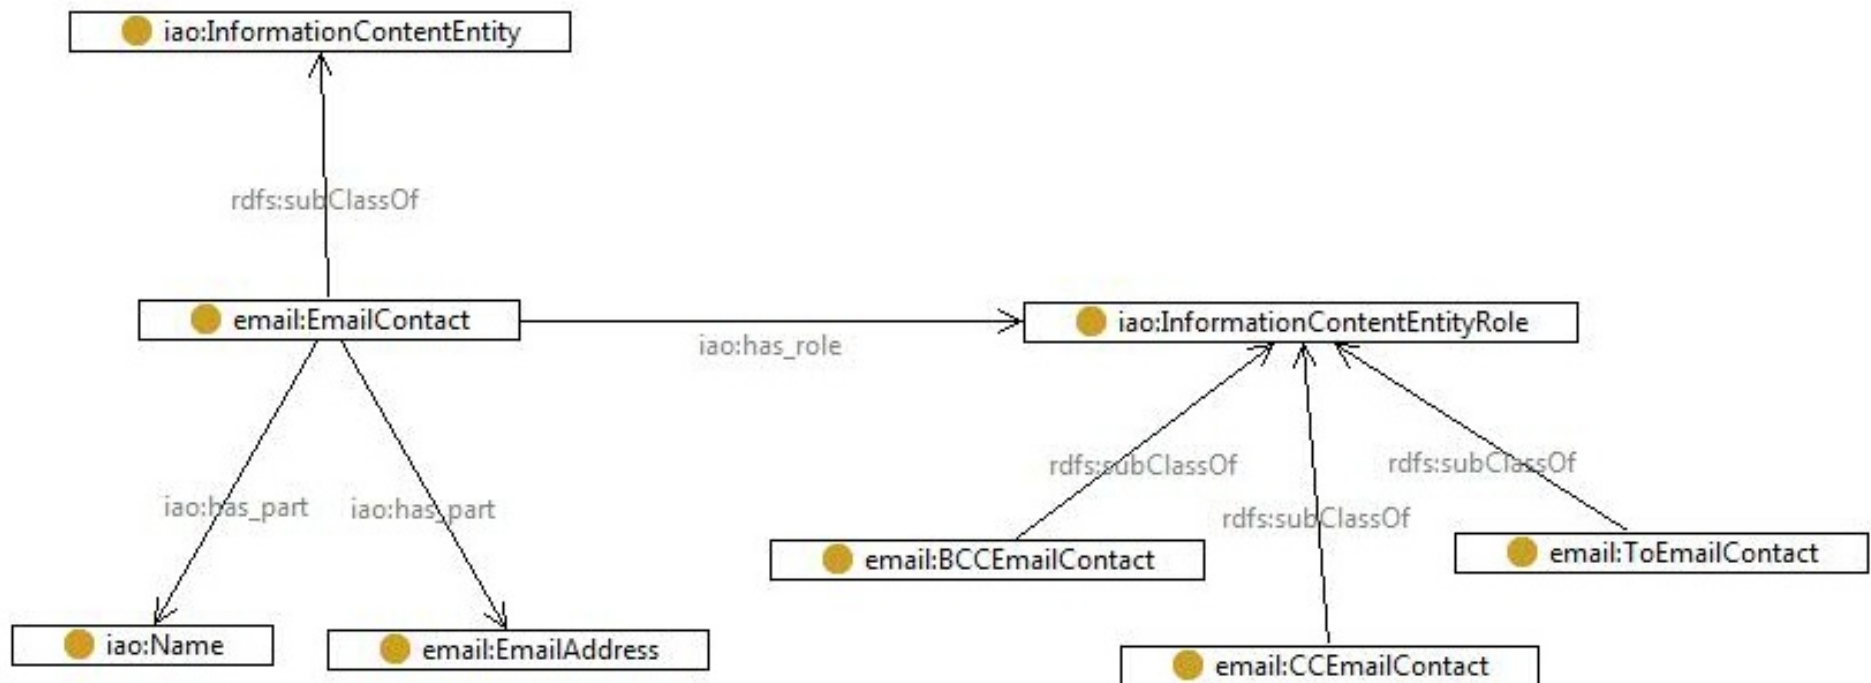 iao:InformationContentEntity
rdfs:subClassOf
email:EmailContact
iao:has_role
iao:InformationContentEntityRole
iao:has_part
iao:has_part
rdfs:subClassOf
rdfs:subClassOf
rdfs:subClassOf
email:BCCEmailContact
email:ToEmailContact
iao:Name
email:EmailAddress
email:CCEmailContact